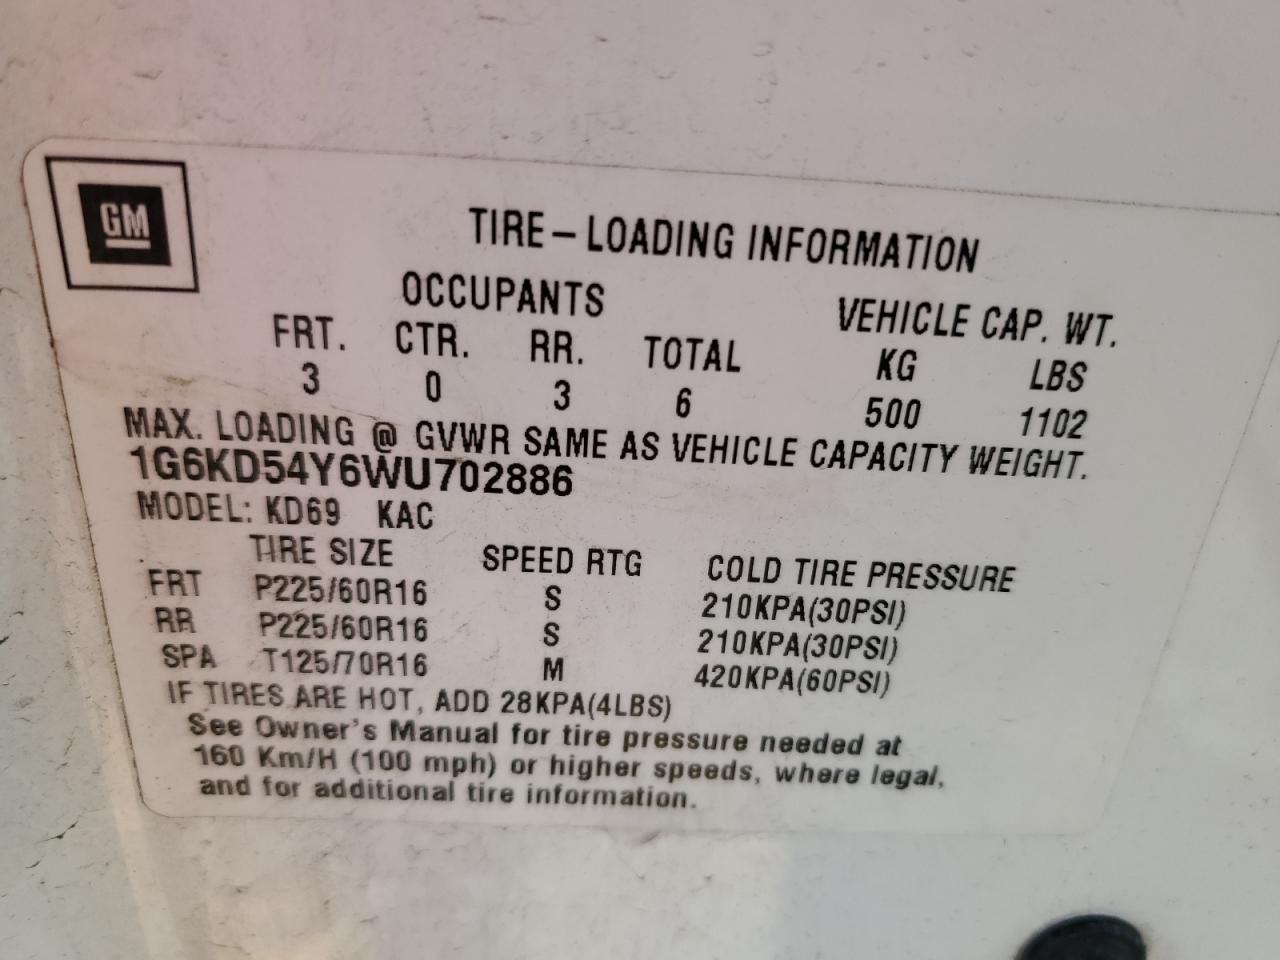 GM
TIRE – LOADING INFORMATION
OCCUPANTS VEHICLE CAP. WT.
FRT. CTR. RR. TOTAL KG LBS
3 0 3 6 500 1102
MAX. LOADING @ GVWR SAME AS VEHICLE CAPACITY WEIGHT.
1G6KD54Y6WU702886
MODEL: KD69 KAC
TIRE SIZE SPEED RTG COLD TIRE PRESSURE
FRT P225/60R16 S 210KPA(30PSI)
RR P225/60R16 S 210KPA(30PSI)
SPA T125/70R16 M 420KPA(60PSI)
IF TIRES ARE HOT, ADD 28KPA(4LBS)
See Owner's Manual for tire pressure needed at
160 Km/H (100 mph) or higher speeds, where legal,
and for additional tire information.